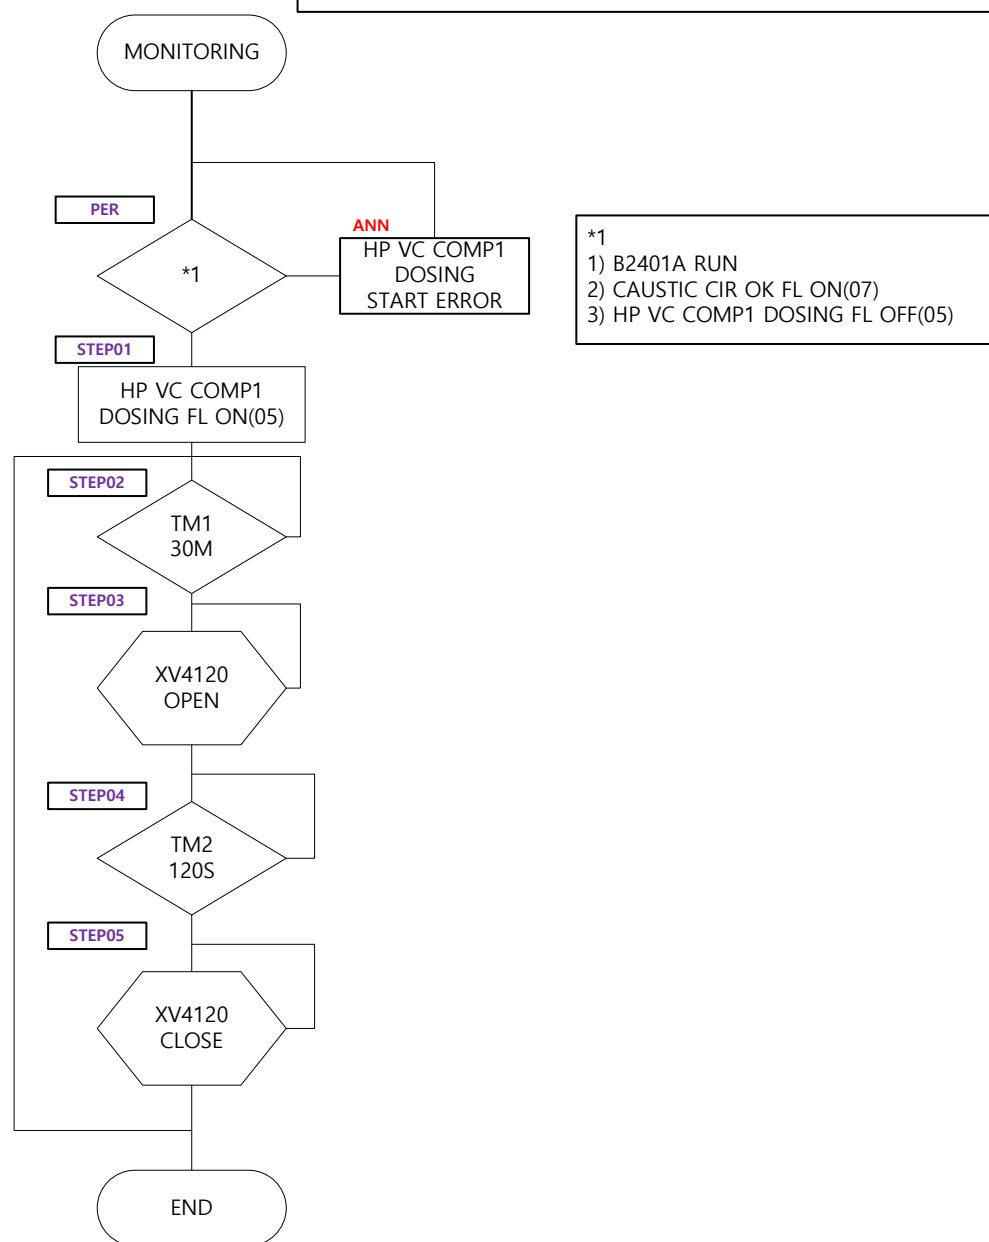 MONITORING
PER
*1
ANN
HP VC COMP1
DOSING
START ERROR
*1
1) B2401A RUN
2) CAUSTIC CIR OK FL ON(07)
3) HP VC COMP1 DOSING FL OFF(05)
STEP01
HP VC COMP1
DOSING FL ON(05)
STEP02
TM1
30M
STEP03
XV4120
OPEN
STEP04
TM2
120S
STEP05
XV4120
CLOSE
END